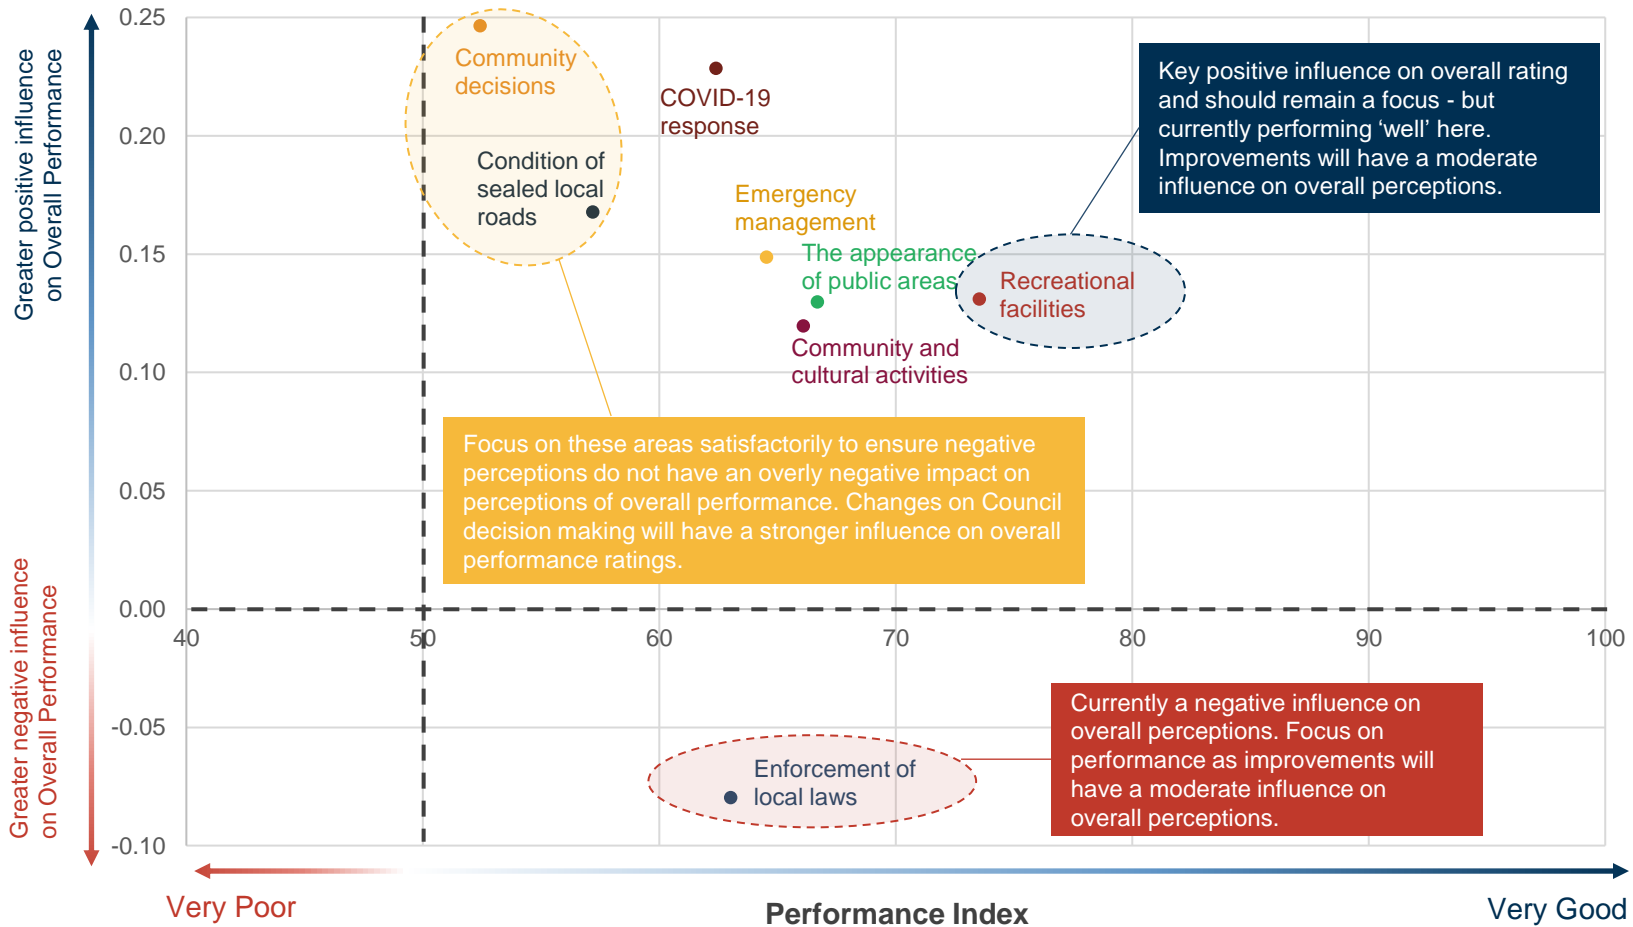 Greater positive influence
on Overall Performance
Greater negative influence
on Overall Performance
0.25
0.20
0.15
0.10
0.05
0.00
-0.05
-0.10
40
50
60
70
80
90
100
Community
decisions
COVID-19
response
Condition of
sealed local
roads
Emergency
management
The appearance
of public areas
Recreational
facilities
Community and
cultural activities
Key positive influence on overall rating
and should remain a focus - but
currently performing ‘well’ here.
Improvements will have a moderate
influence on overall perceptions.
Focus on these areas satisfactorily to ensure negative
perceptions do not have an overly negative impact on
perceptions of overall performance. Changes on Council
decision making will have a stronger influence on overall
performance ratings.
Enforcement of
local laws
Currently a negative influence on
overall perceptions. Focus on
performance as improvements will
have a moderate influence on
overall perceptions.
Very Poor
Performance Index
Very Good